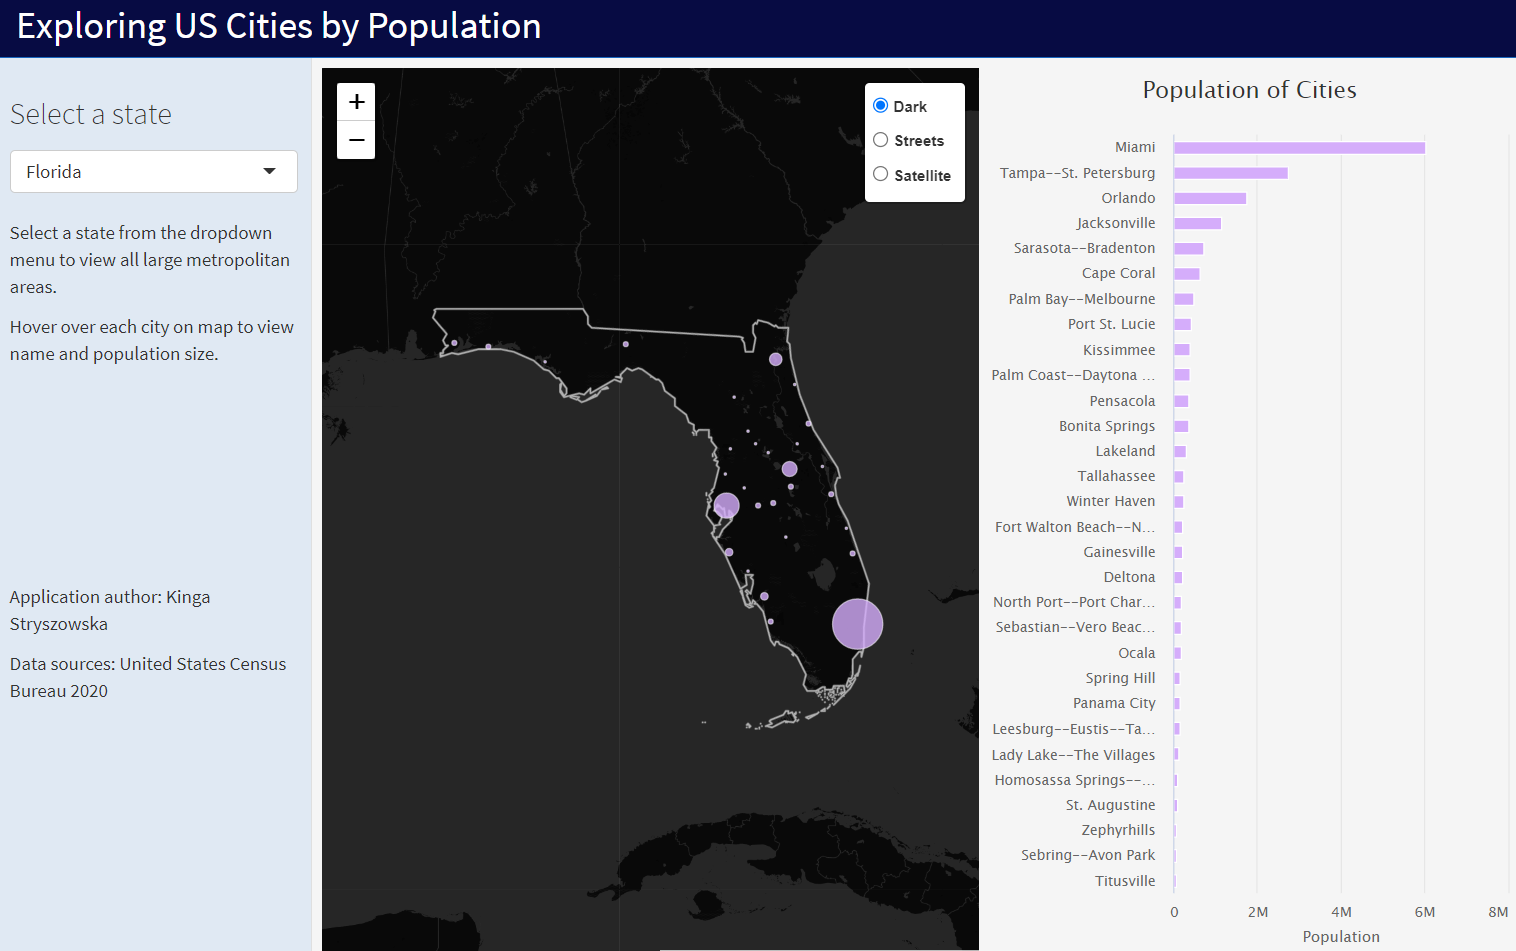 Exploring US Cities by Population
Select a state
Florida
Select a state from the dropdown
menu to view all large metropolitan
areas.
Hover over each city on map to view
name and population size.
Application author: Kinga
Stryszowska
Data sources: United States Census
Bureau 2020
+
−
Dark
Streets
Satellite
Population of Cities
Miami
Tampa--St. Petersburg
Orlando
Jacksonville
Sarasota--Bradenton
Cape Coral
Palm Bay--Melbourne
Port St. Lucie
Kissimmee
Palm Coast--Daytona ...
Pensacola
Bonita Springs
Lakeland
Tallahassee
Winter Haven
Fort Walton Beach--N...
Gainesville
Deltona
North Port--Port Char...
Sebastian--Vero Beac...
Ocala
Spring Hill
Panama City
Leesburg--Eustis--Ta...
Lady Lake--The Villages
Homosassa Springs--...
St. Augustine
Zephyrhills
Sebring--Avon Park
Titusville
0 2M 4M 6M 8M
Population